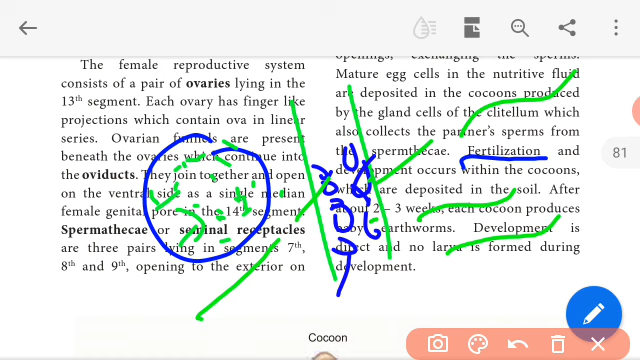 The female reproductive system
consists of a pair of ovaries lying in the
13th segment. Each ovary has finger like
projections which contain ova in linear
series. Ovarian funnels are present
beneath the ovaries which continue into
the oviducts. They join together and open
on the ventral side as a single median
female genital pore in the 14th segment.
Spermathecae or seminal receptacles
are three pairs lying in segments 7th,
8th and 9th, opening to the exterior on
openings, exchanging the sperms.
Mature egg cells in the nutritive fluid
are deposited in the cocoons produced
by the gland cells of the clitellum which
also collects the partner's sperms from
the spermthecae. Fertilization and
development occurs within the cocoons,
which are deposited in the soil. After
about 2 – 3 weeks, each cocoon produces
baby earthworms. Development is
direct and no larva is formed during
development.
81
Cocoon